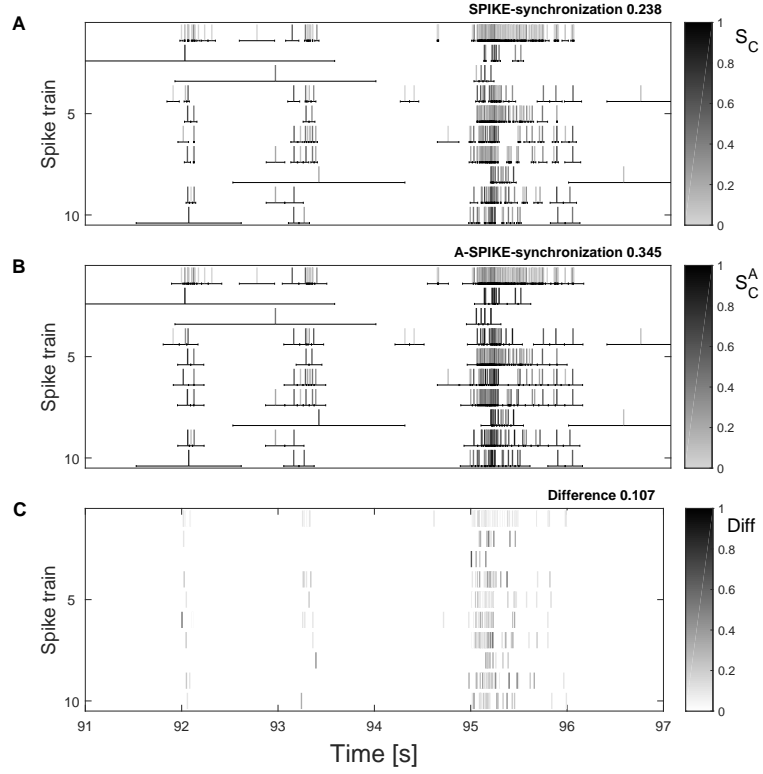 SPIKE-synchronization 0.238
A
Spike train
5
10
1
0.8
0.6
0.4
0.2
0
S_C
A-SPIKE-synchronization 0.345
B
Spike train
5
10
1
0.8
0.6
0.4
0.2
0
S_C^A
Difference 0.107
C
Spike train
5
10
1
0.8
0.6
0.4
0.2
0
Diff
91 92 93 94 95 96 97
Time [s]